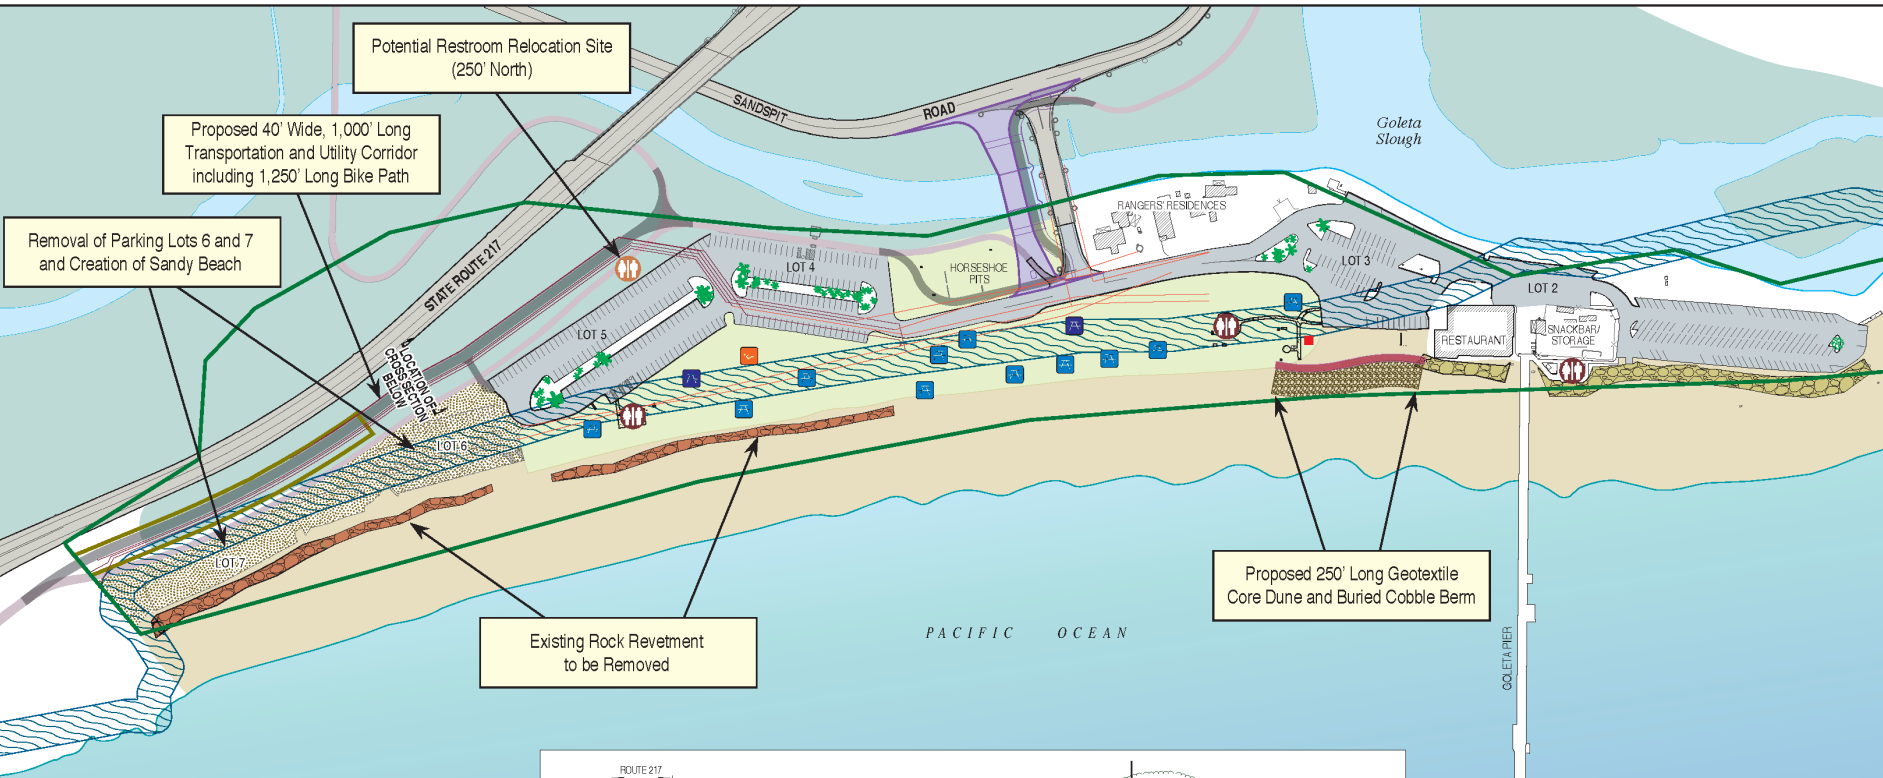 Potential Restroom Relocation Site
(250' North)
Proposed 40' Wide, 1,000' Long
Transportation and Utility Corridor
including 1,250' Long Bike Path
Removal of Parking Lots 6 and 7
and Creation of Sandy Beach
SANDSPIT
ROAD
Goleta
Slough
STATE ROUTE 217
RANGERS' RESIDENCES
HORSESHOE
PITS
LOT 4
LOT 3
LOT 2
LOT 5
RESTAURANT
SNACKBAR/
STORAGE
LOCATION OF
CROSS SECTION
BELOW
LOT 6
LOT 7
Existing Rock Revetment
to be Removed
Proposed 250' Long Geotextile
Core Dune and Buried Cobble Berm
PACIFIC OCEAN
GOLETA PIER
ROUTE 217